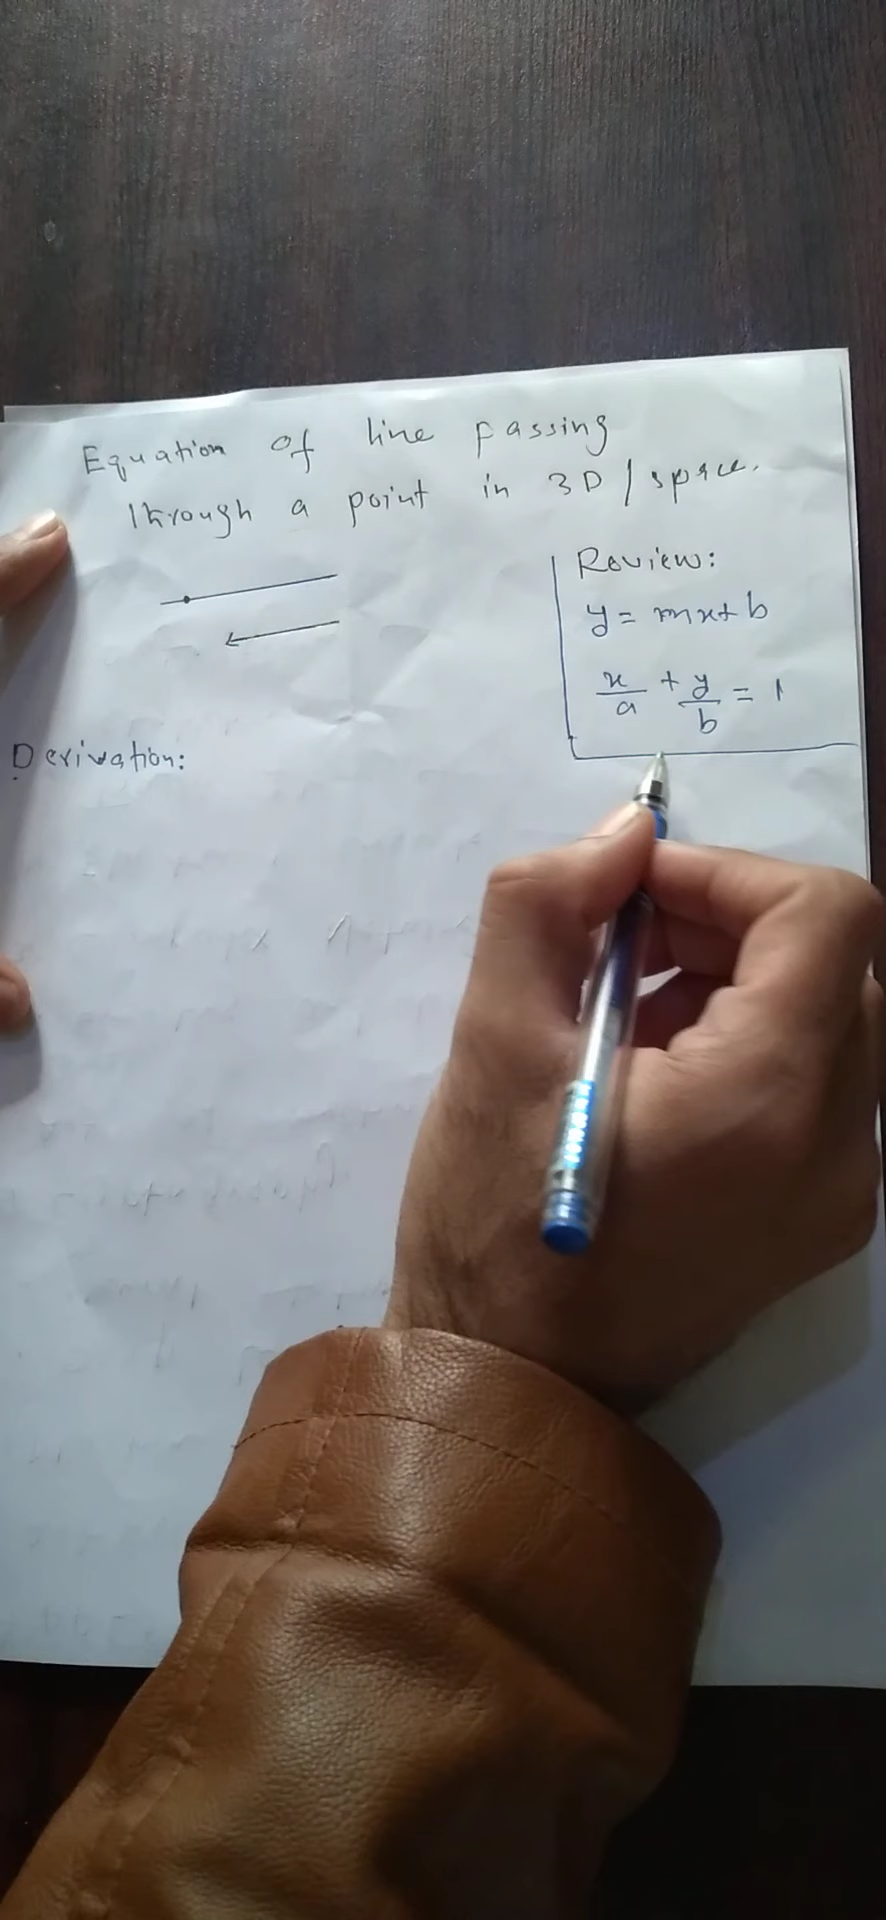 Equation of line passing
through a point in 3D / space.
Review:
y = mx + b
x/a + y/b = 1
Derivation: